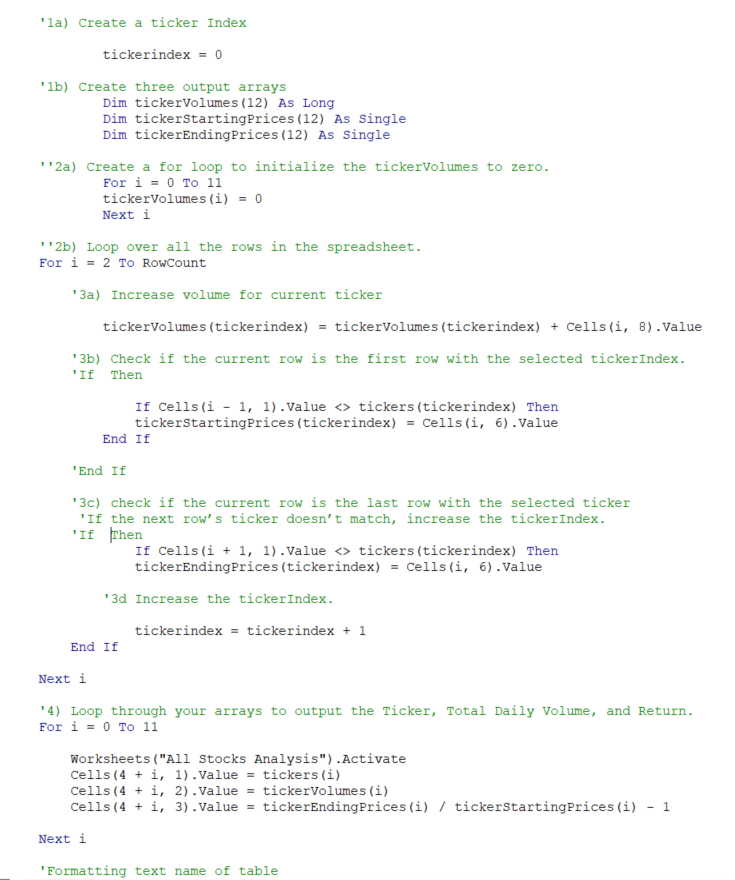 '1a) Create a ticker Index
tickerindex = 0
'1b) Create three output arrays
Dim tickerVolumes(12) As Long
Dim tickerStartingPrices(12) As Single
Dim tickerEndingPrices(12) As Single
''2a) Create a for loop to initialize the tickerVolumes to zero.
For i = 0 To 11
tickerVolumes(i) = 0
Next i
''2b) Loop over all the rows in the spreadsheet.
For i = 2 To RowCount
'3a) Increase volume for current ticker
tickerVolumes(tickerindex) = tickerVolumes(tickerindex) + Cells(i, 8).Value
'3b) Check if the current row is the first row with the selected tickerIndex.
'If  Then
If Cells(i - 1, 1).Value <> tickers(tickerindex) Then
tickerStartingPrices(tickerindex) = Cells(i, 6).Value
End If
'End If
'3c) check if the current row is the last row with the selected ticker
'If the next row’s ticker doesn’t match, increase the tickerIndex.
'If  Then
If Cells(i + 1, 1).Value <> tickers(tickerindex) Then
tickerEndingPrices(tickerindex) = Cells(i, 6).Value
'3d Increase the tickerIndex.
tickerindex = tickerindex + 1
End If
Next i
'4) Loop through your arrays to output the Ticker, Total Daily Volume, and Return.
For i = 0 To 11
Worksheets("All Stocks Analysis").Activate
Cells(4 + i, 1).Value = tickers(i)
Cells(4 + i, 2).Value = tickerVolumes(i)
Cells(4 + i, 3).Value = tickerEndingPrices(i) / tickerStartingPrices(i) - 1
Next i
'Formatting text name of table